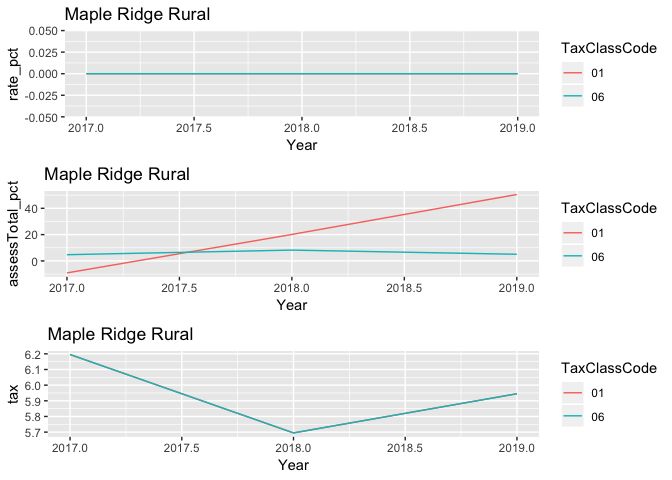 Maple Ridge Rural
rate_pct
0.050
0.025
0.000
-0.025
-0.050
2017.0 2017.5 2018.0 2018.5 2019.0
Year
TaxClassCode
01
06
Maple Ridge Rural
assessTotal_pct
40
20
0
2017.0 2017.5 2018.0 2018.5 2019.0
Year
TaxClassCode
01
06
Maple Ridge Rural
tax
6.2
6.1
6.0
5.9
5.8
5.7
2017.0 2017.5 2018.0 2018.5 2019.0
Year
TaxClassCode
01
06